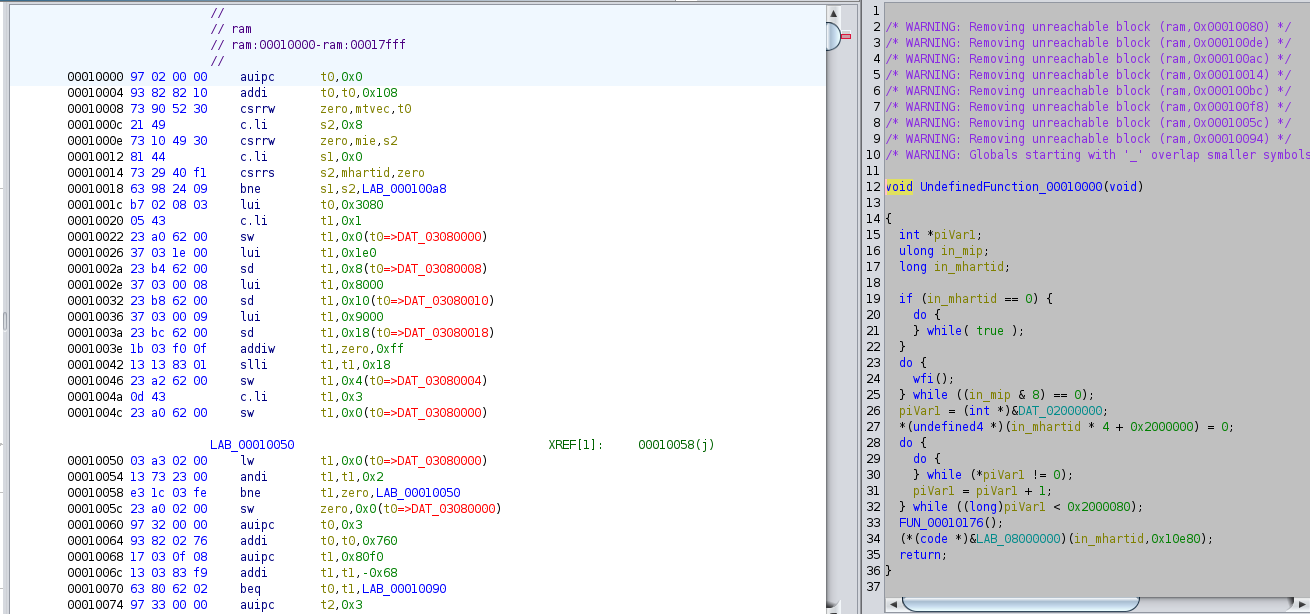 //
// ram
// ram:00010000-ram:00017fff
//
00010000 97 02 00 00 auipc t0,0x0
00010004 93 82 82 10 addi t0,t0,0x108
00010008 73 90 52 30 csrrw zero,mtvec,t0
0001000c 21 49 c.li s2,0x8
0001000e 73 10 49 30 csrrw zero,mie,s2
00010012 81 44 c.li s1,0x0
00010014 73 29 40 f1 csrrs s2,mhartid,zero
00010018 63 98 24 09 bne s1,s2,LAB_000100a8
0001001c b7 02 08 03 lui t0,0x3080
00010020 05 43 c.li t1,0x1
00010022 23 a0 62 00 sw t1,0x0(t0=>DAT_03080000)
00010026 37 03 1e 00 lui t1,0x1e0
0001002a 23 b4 62 00 sd t1,0x8(t0=>DAT_03080008)
0001002e 37 03 00 08 lui t1,0x8000
00010032 23 b8 62 00 sd t1,0x10(t0=>DAT_03080010)
00010036 37 03 00 09 lui t1,0x9000
0001003a 23 bc 62 00 sd t1,0x18(t0=>DAT_03080018)
0001003e 1b 03 f0 0f addiw t1,zero,0xff
00010042 13 13 83 01 slli t1,t1,0x18
00010046 23 a2 62 00 sw t1,0x4(t0=>DAT_03080004)
0001004a 0d 43 c.li t1,0x3
0001004c 23 a0 62 00 sw t1,0x0(t0=>DAT_03080000)
LAB_00010050 XREF[1]: 00010058(j)
00010050 03 a3 02 00 lw t1,0x0(t0=>DAT_03080000)
00010054 13 73 23 00 andi t1,t1,0x2
00010058 e3 1c 03 fe bne t1,zero,LAB_00010050
0001005c 23 a0 02 00 sw zero,0x0(t0=>DAT_03080000)
00010060 97 32 00 00 auipc t0,0x3
00010064 93 82 02 76 addi t0,t0,0x760
00010068 17 03 0f 08 auipc t1,0x80f0
0001006c 13 03 83 f9 addi t1,t1,-0x68
00010070 63 80 62 02 beq t0,t1,LAB_00010090
00010074 97 33 00 00 auipc t2,0x3
1
2 /* WARNING: Removing unreachable block (ram,0x00010080) */
3 /* WARNING: Removing unreachable block (ram,0x000100de) */
4 /* WARNING: Removing unreachable block (ram,0x000100ac) */
5 /* WARNING: Removing unreachable block (ram,0x00010014) */
6 /* WARNING: Removing unreachable block (ram,0x000100bc) */
7 /* WARNING: Removing unreachable block (ram,0x000100f8) */
8 /* WARNING: Removing unreachable block (ram,0x0001005c) */
9 /* WARNING: Removing unreachable block (ram,0x00010094) */
10 /* WARNING: Globals starting with '_' overlap smaller symbols
11
12 void UndefinedFunction_00010000(void)
13
14 {
15 int *piVar1;
16 ulong in_mip;
17 long in_mhartid;
18
19 if (in_mhartid == 0) {
20 do {
21 } while( true );
22 }
23 do {
24 wfi();
25 } while ((in_mip & 8) == 0);
26 piVar1 = (int *)&DAT_02000000;
27 *(undefined4 *)(in_mhartid * 4 + 0x2000000) = 0;
28 do {
29 do {
30 } while (*piVar1 != 0);
31 piVar1 = piVar1 + 1;
32 } while ((long)piVar1 < 0x2000080);
33 FUN_00010176();
34 (*(code *)&LAB_08000000)(in_mhartid,0x10e80);
35 return;
36 }
37